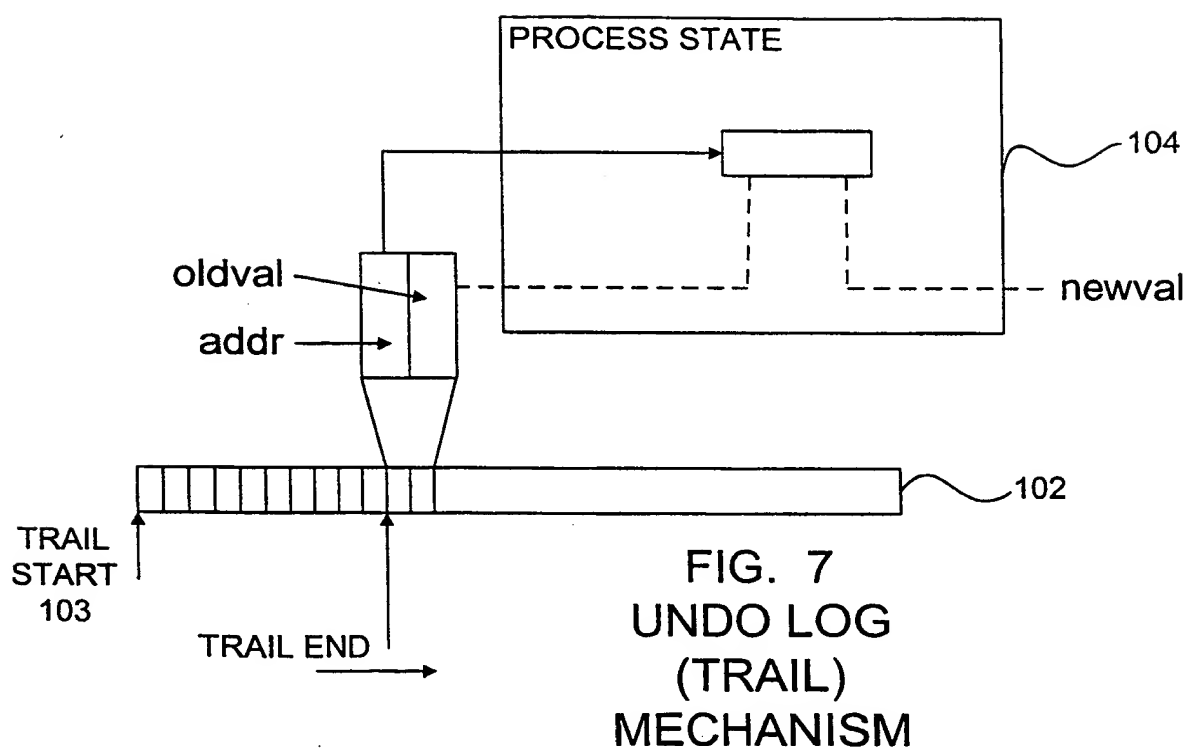 PROCESS STATE
104
oldval
newval
addr
102
TRAIL
START
103
TRAIL END
FIG. 7
UNDO LOG
(TRAIL)
MECHANISM